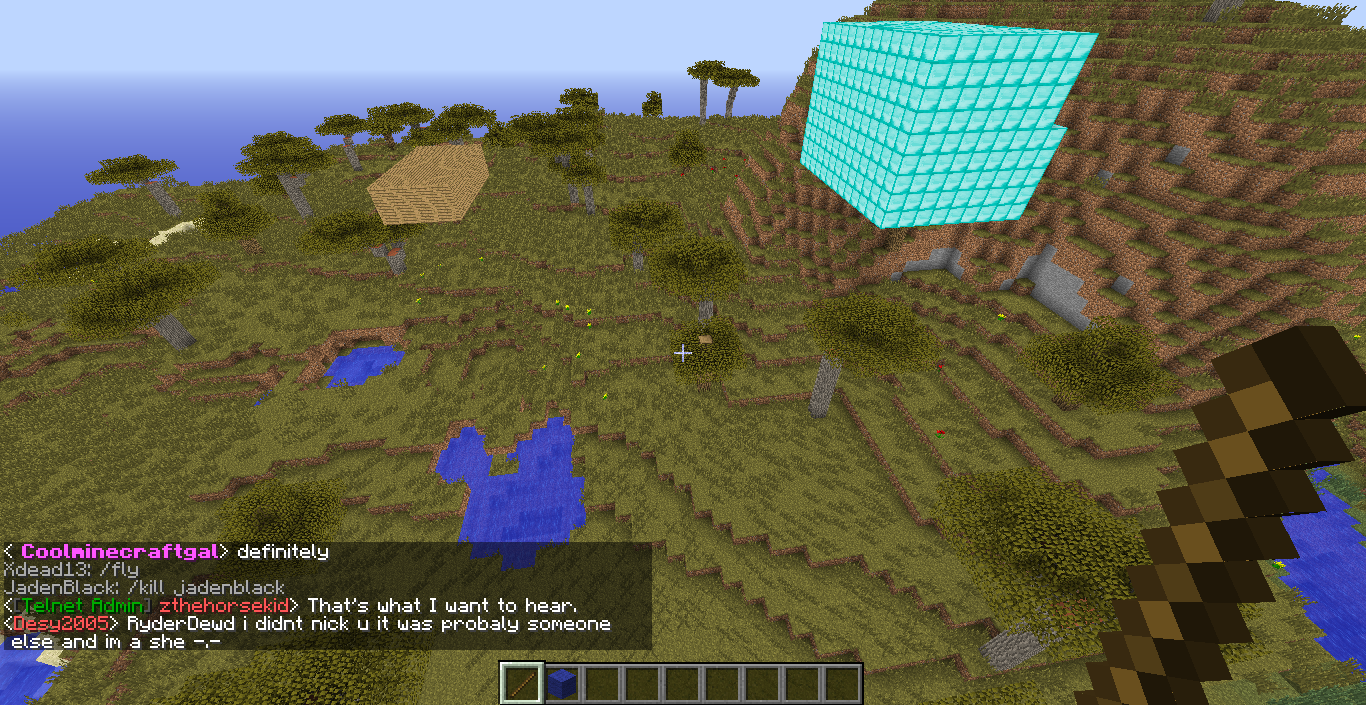 < Coolminecraftgal> definitely
Xdead13: /fly
JadenBlack: /kill jadenblack
<[Telnet Admin] zthehorsekid> That's what I want to hear.
<Desy2005> RyderDewd i didnt nick u it was probaly someone
else and im a she -.-